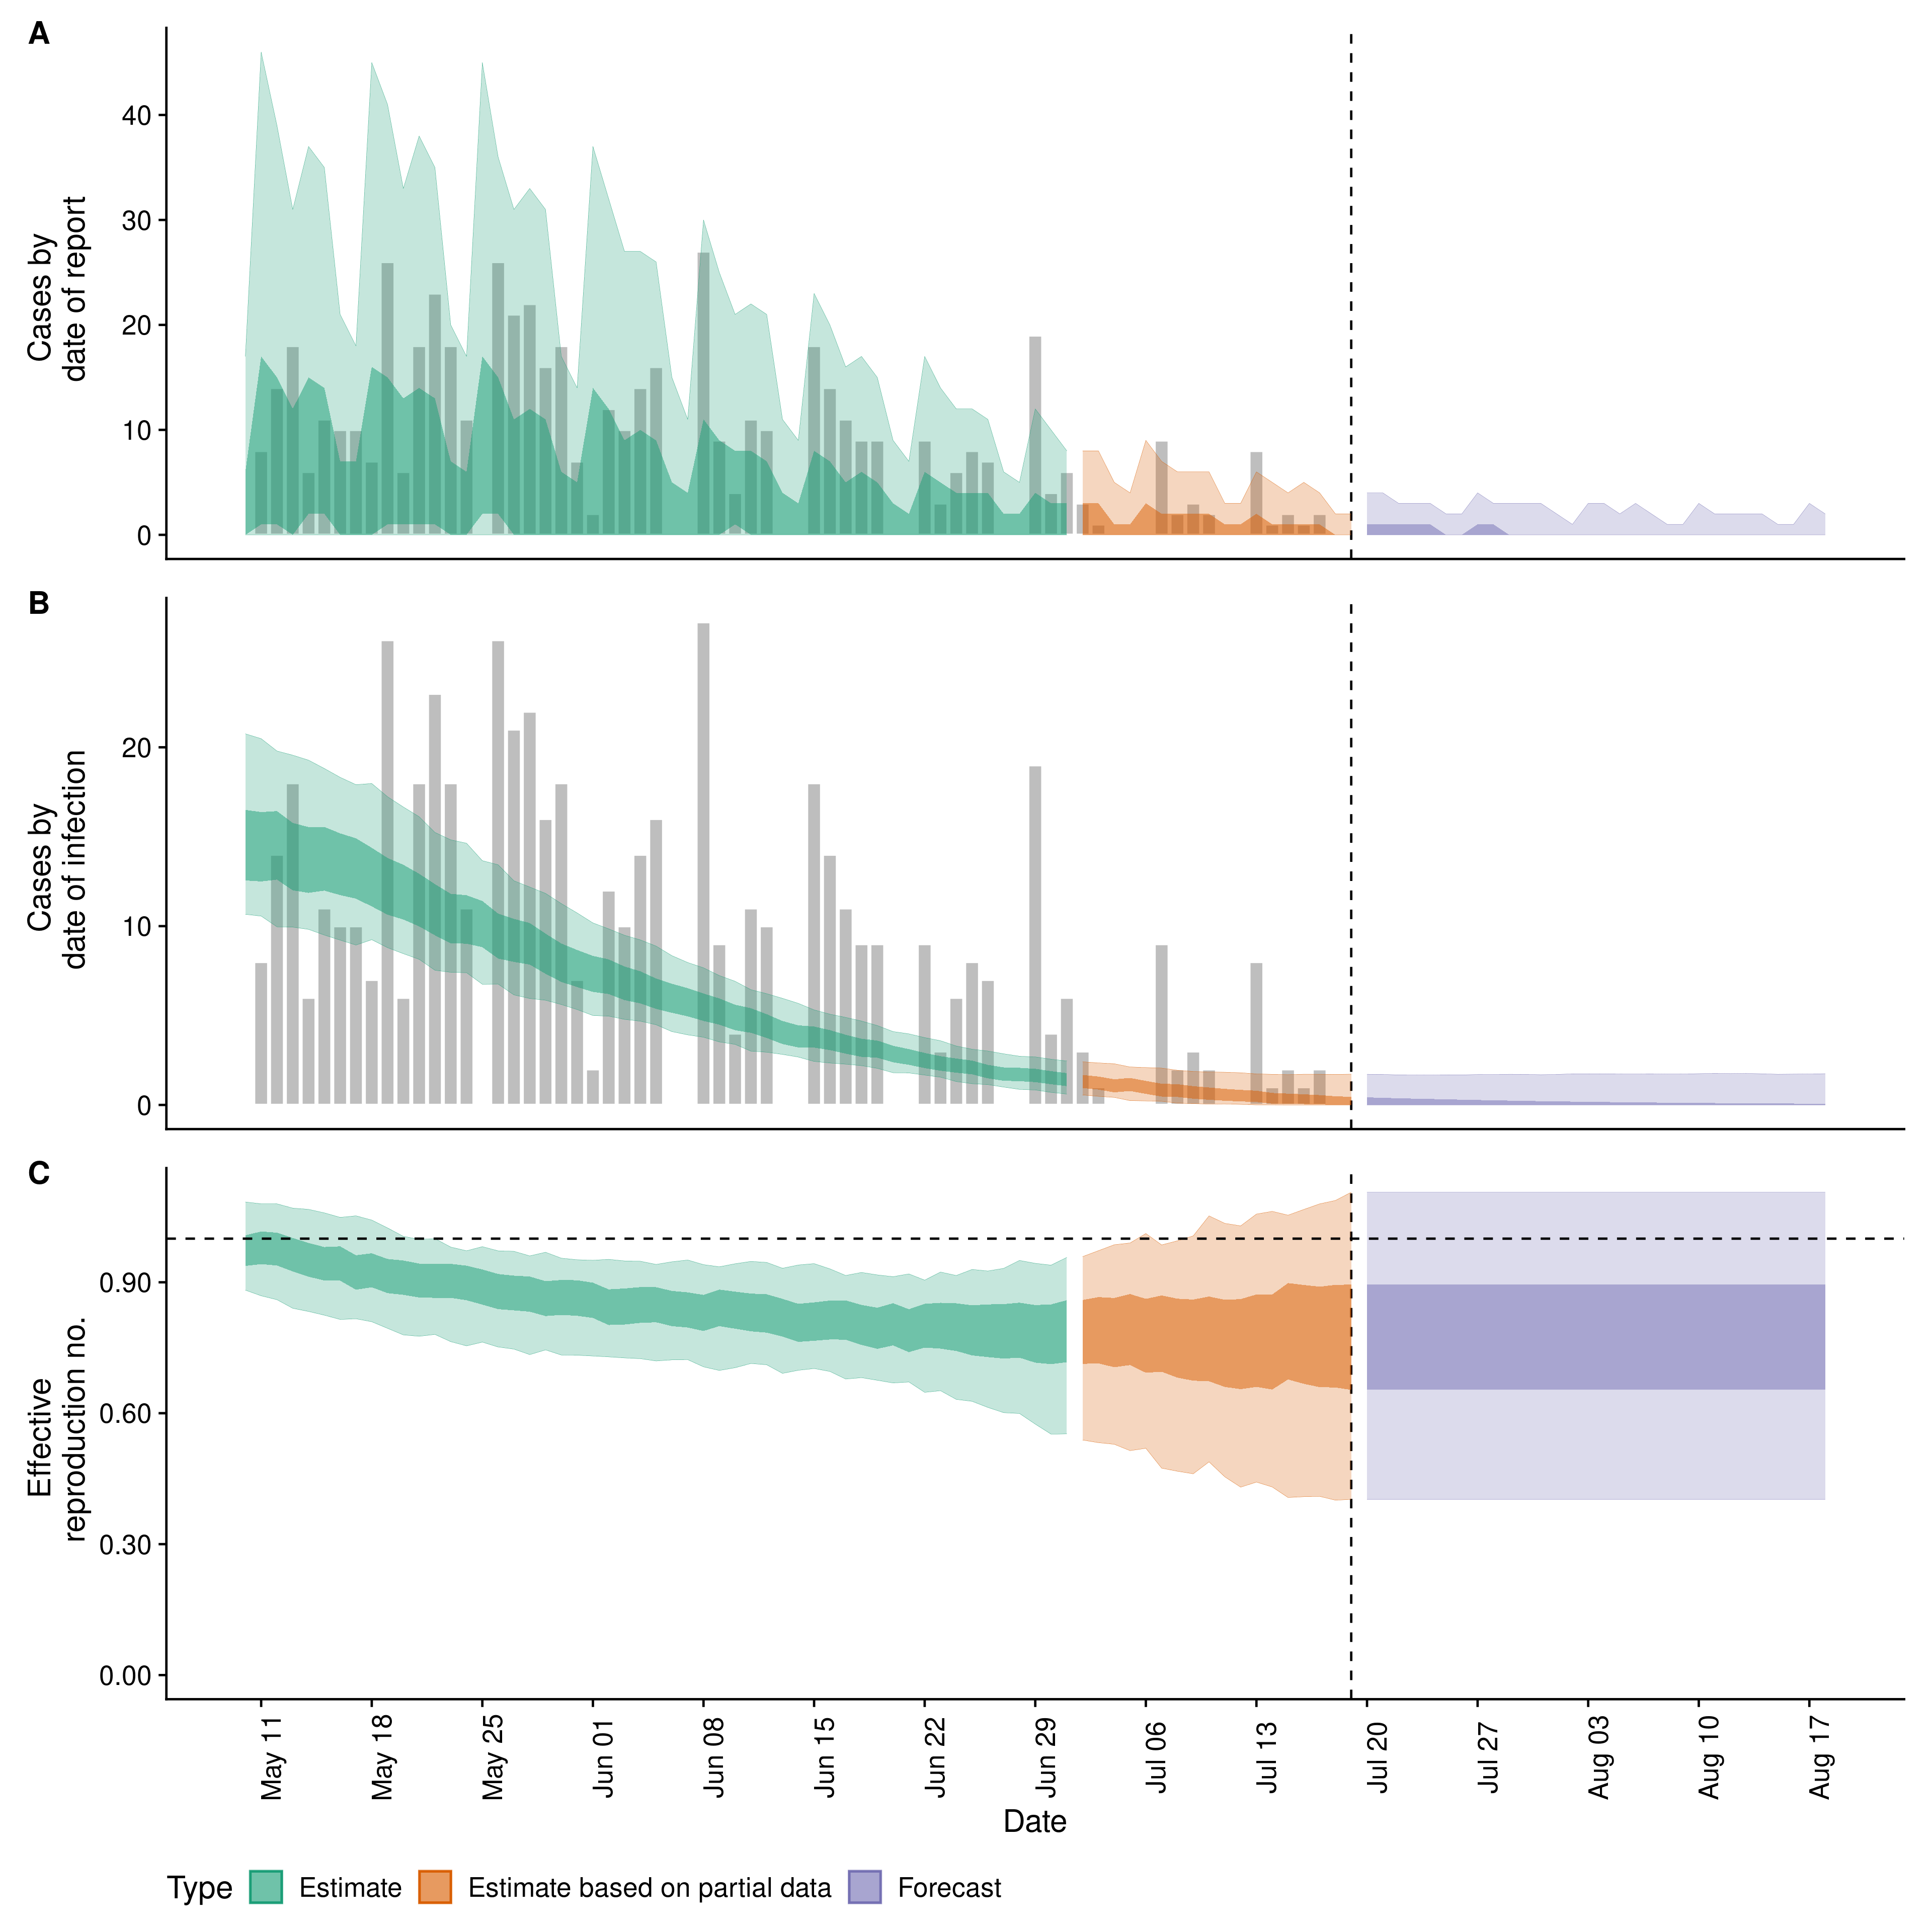 A
Cases by
date of report
40
30
20
10
0
B
Cases by
date of infection
20
10
0
C
Effective
reproduction no.
0.90
0.60
0.30
0.00
May 11
May 18
May 25
Jun 01
Jun 08
Jun 15
Jun 22
Jun 29
Jul 06
Jul 13
Jul 20
Jul 27
Aug 03
Aug 10
Aug 17
Date
Type Estimate Estimate based on partial data Forecast